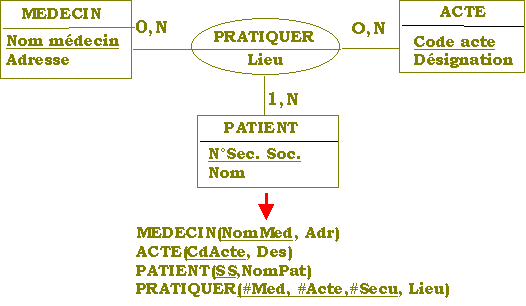 MEDECIN
Nom médecin
Adresse
0,N
PRATIQUER
Lieu
O,N
ACTE
Code acte
Désignation
1,N
PATIENT
N°Sec. Soc.
Nom
MEDECIN(NomMed, Adr)
ACTE(CdActe, Des)
PATIENT(SS,NomPat)
PRATIQUER(#Med, #Acte,#Secu, Lieu)